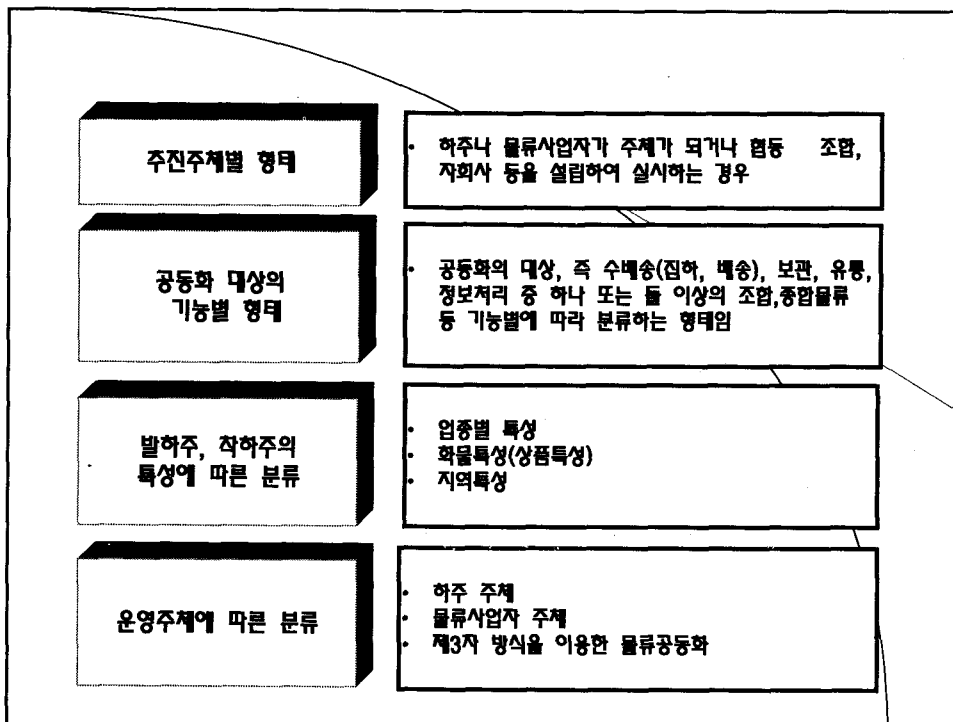 추진주체별 형태
· 하주나 물류사업자가 주체가 되거나 협동 조합,
자회사 등을 설립하여 실시하는 경우
공동화 대상의
기능별 형태
· 공동화의 대상, 즉 수배송(집하, 배송), 보관, 유통,
정보처리 중 하나 또는 둘 이상의 조합,종합물류
등 기능별에 따라 분류하는 형태임
발하주, 착하주의
특성에 따른 분류
· 업종별 특성
· 화물특성(상품특성)
· 지역특성
운영주체에 따른 분류
· 하주 주체
· 물류사업자 주체
· 제3자 방식을 이용한 물류공동화